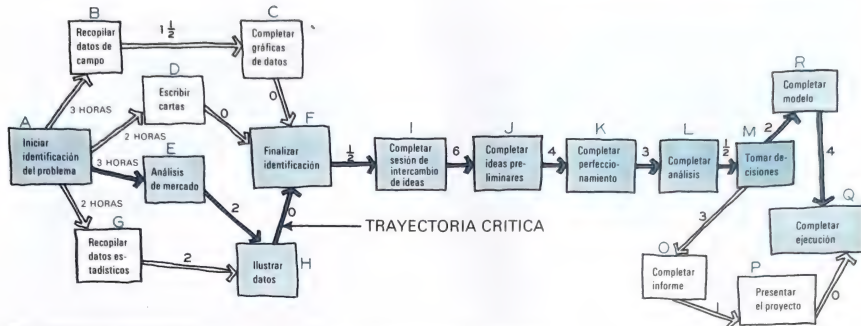 A
Iniciar
identificación
del problema
B
Recopilar
datos de
campo
C
Completar
gráficas
de datos
D
Escribir
cartas
E
Análisis
de mercado
F
Finalizar
identificación
G
Recopilar
datos es-
tadísticos
H
Ilustrar
datos
I
Completar
sesión de
intercambio
de ideas
J
Completar
ideas pre-
liminares
K
Completar
perfeccio-
namiento
L
Completar
análisis
M
Tomar de-
cisiones
R
Completar
modelo
Q
Completar
ejecución
O
Completar
informe
P
Presentar
el proyecto
3 HORAS
2 HORAS
3 HORAS
2 HORAS
1 1/2
0
0
2
2
0
1/2
6
4
3
1/2
2
4
3
1
0
TRAYECTORIA CRITICA